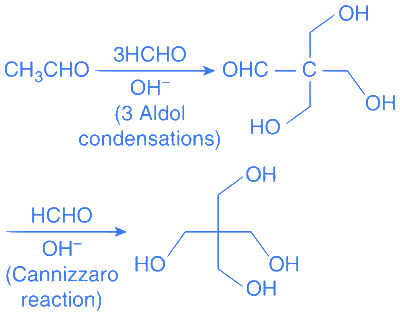 OH
CH₃CHO
3HCHO
OHC
C
OH⁻
(3 Aldol
condensations)
OH
HO
HCHO
OH⁻
(Cannizzaro
reaction)
OH
HO
OH
OH